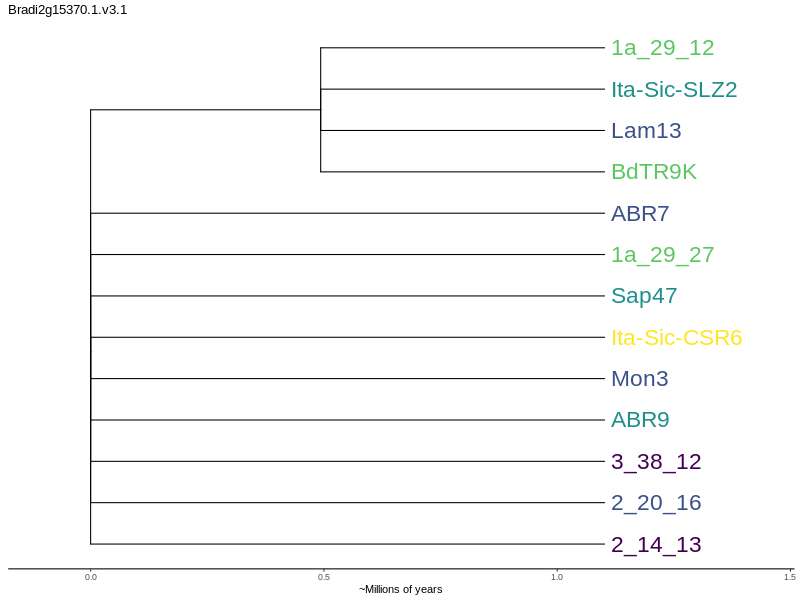 Bradi2g15370.1.v3.1
1a_29_12
Ita-Sic-SLZ2
Lam13
BdTR9K
ABR7
1a_29_27
Sap47
Ita-Sic-CSR6
Mon3
ABR9
3_38_12
2_20_16
2_14_13
0.0 0.5 1.0 1.5
~Millions of years